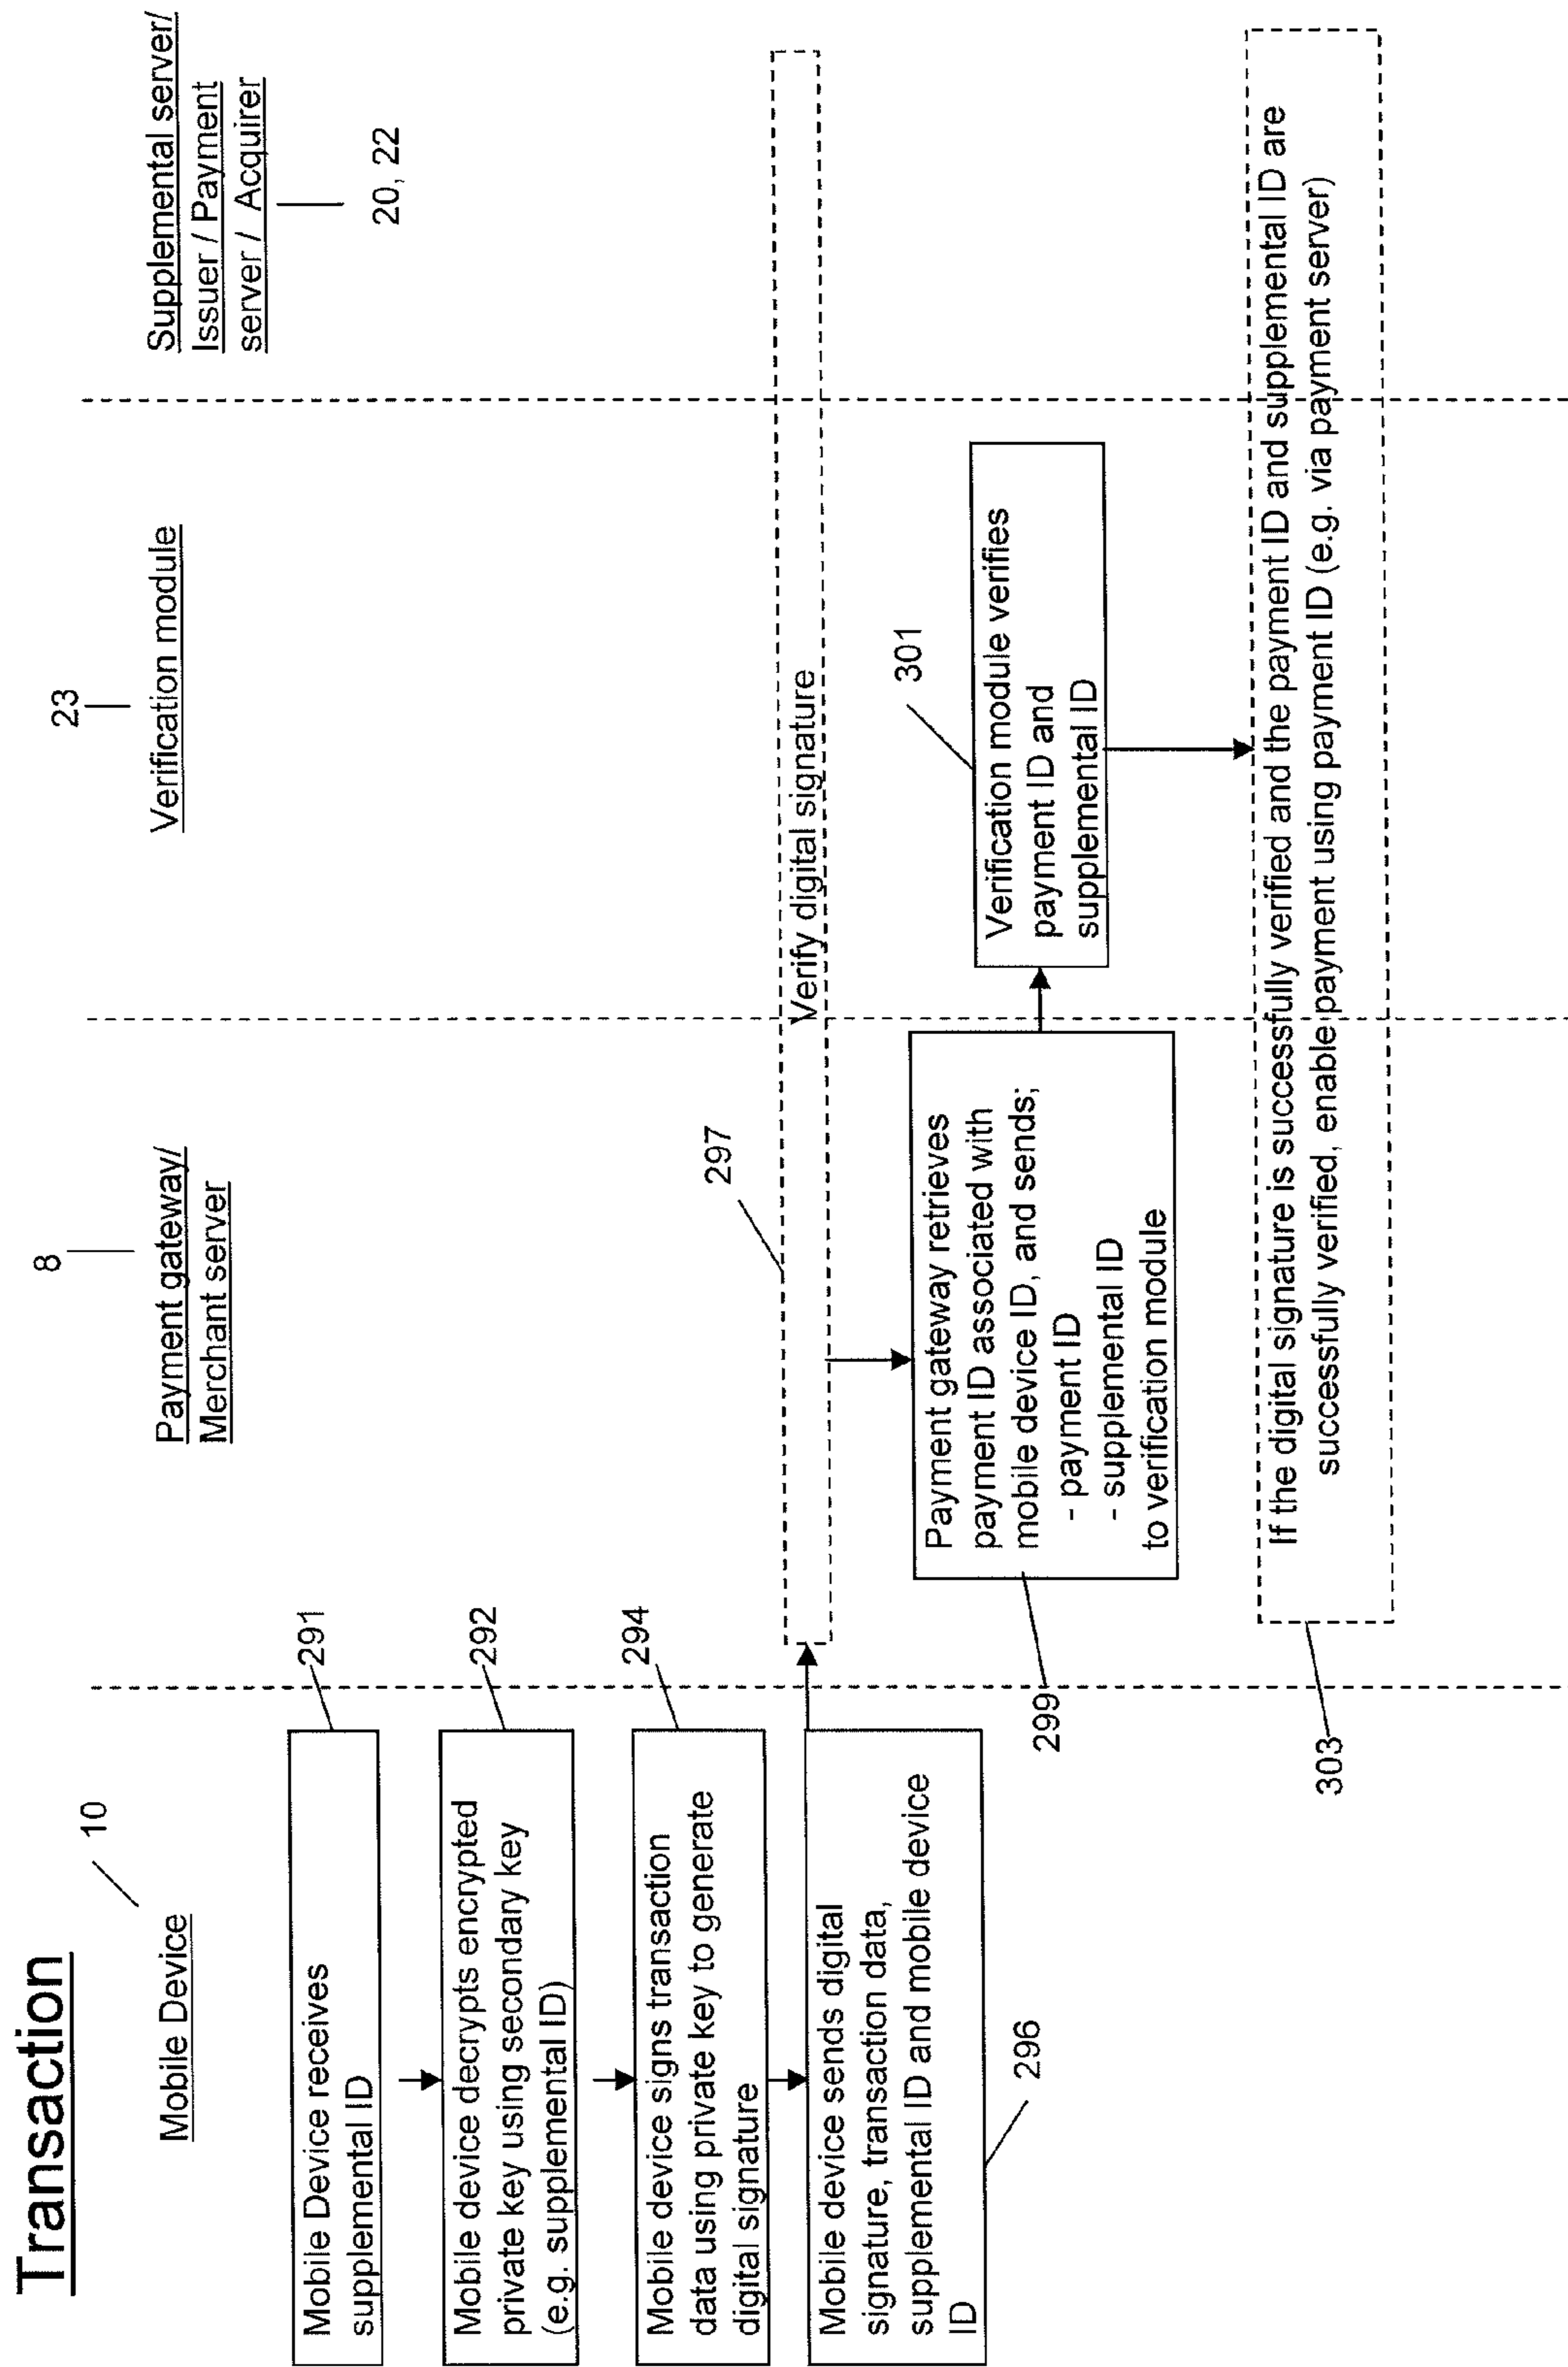 Transaction
10
Mobile Device
8
Payment gateway/
Merchant server
23
Verification module
Supplemental server/
Issuer / Payment
server / Acquirer
20, 22
291
Mobile Device receives
supplemental ID
292
Mobile device decrypts encrypted
private key using secondary key
(e.g. supplemental ID)
294
Mobile device signs transaction
data using private key to generate
digital signature
Mobile device sends digital
signature, transaction data,
supplemental ID and mobile device
ID
296
297
Verify digital signature
299
Payment gateway retrieves
payment ID associated with
mobile device ID, and sends;
- payment ID
- supplemental ID
to verification module
301
Verification module verifies
payment ID and
supplemental ID
303
If the digital signature is successfully verified and the payment ID and supplemental ID are
successfully verified, enable payment using payment ID (e.g. via payment server)